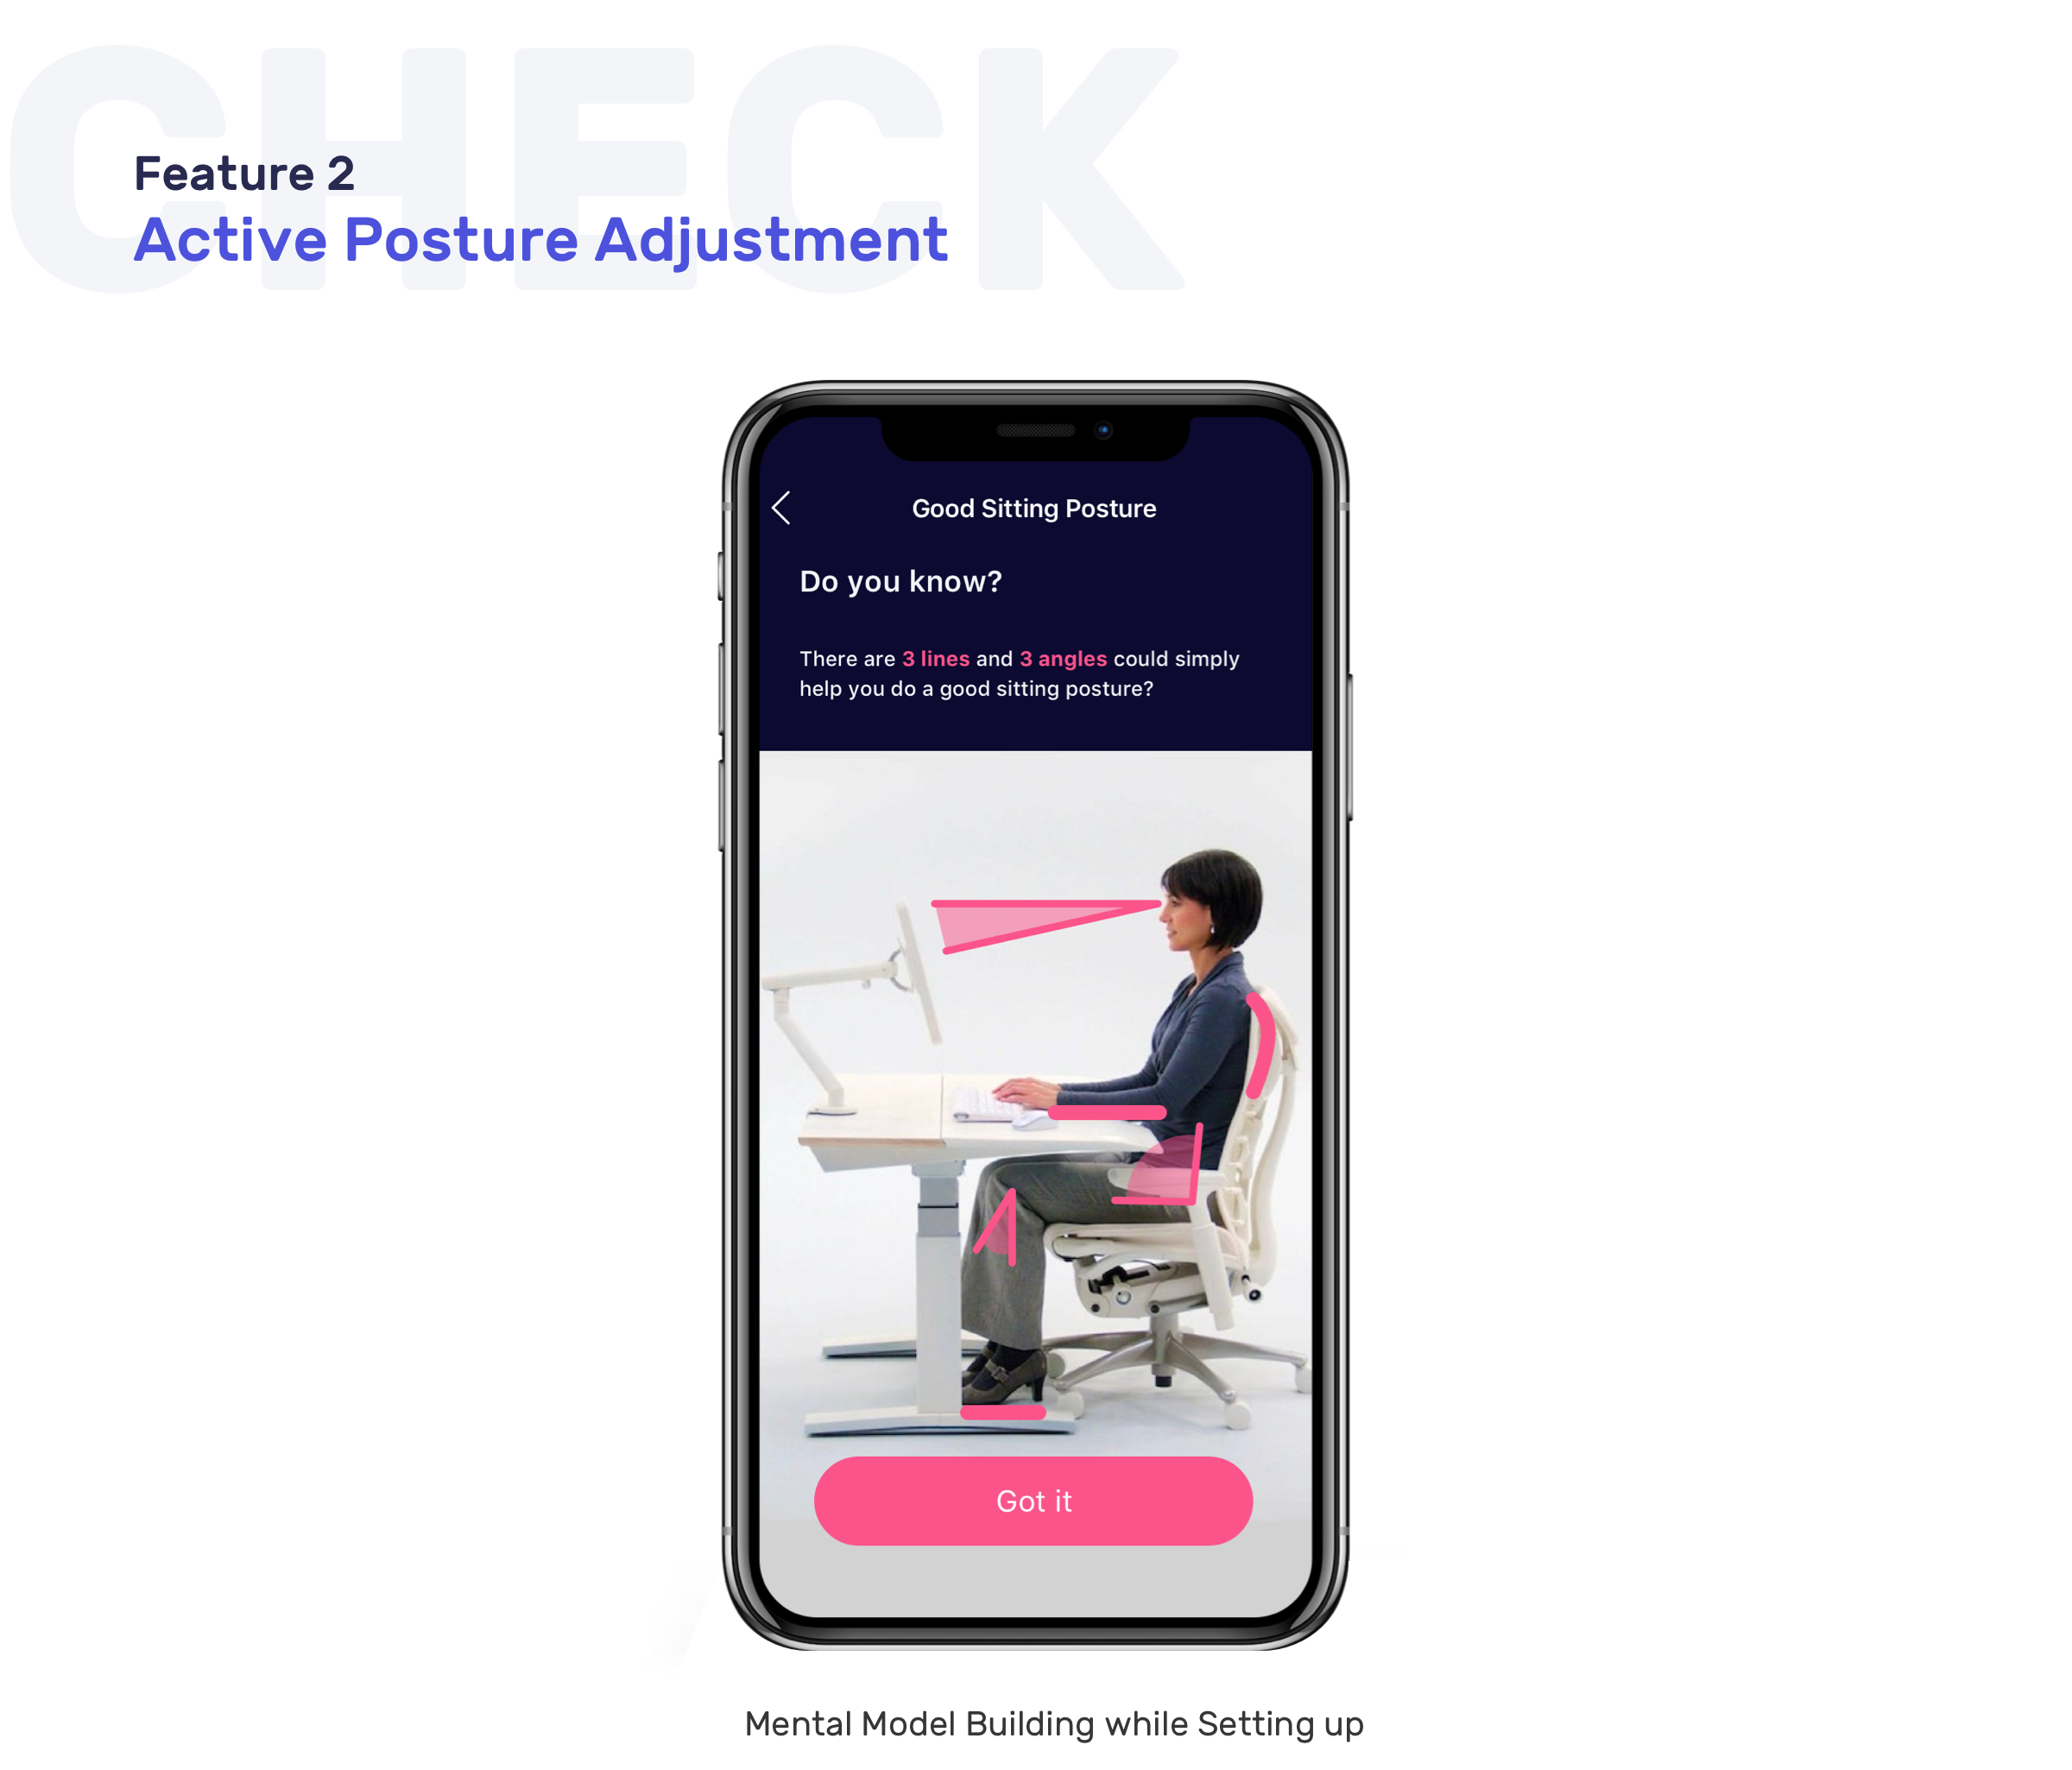 CHECK
Feature 2
Active Posture Adjustment
Good Sitting Posture
Do you know?
There are 3 lines and 3 angles could simply
help you do a good sitting posture?
Got it
Mental Model Building while Setting up